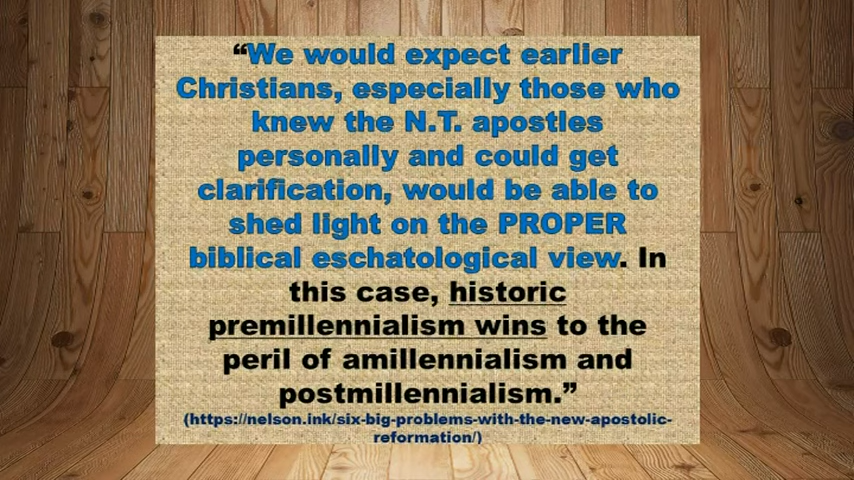 “We would expect earlier
Christians, especially those who
knew the N.T. apostles
personally and could get
clarification, would be able to
shed light on the PROPER
biblical eschatological view. In
this case, historic
premillennialism wins to the
peril of amillennialism and
postmillennialism.”
(https://nelson.ink/six-big-problems-with-the-new-apostolic-
reformation/)